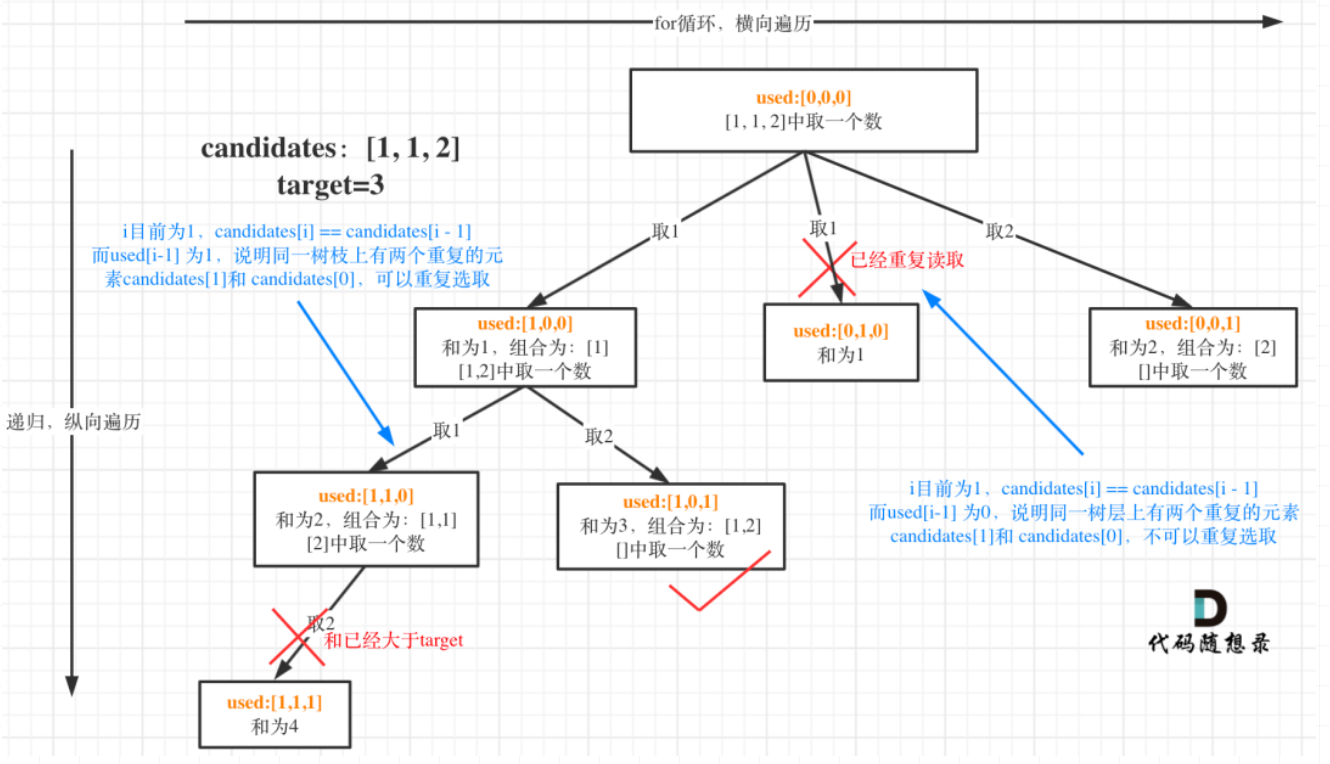 for循环，横向遍历
used:[0,0,0]
[1, 1, 2]中取一个数
candidates：[1, 1, 2]
target=3
i目前为1，candidates[i] == candidates[i - 1]
而used[i-1] 为1，说明同一树枝上有两个重复的元
素candidates[1]和 candidates[0]，可以重复选取
取1
取1
取2
已经重复读取
used:[1,0,0]
和为1，组合为：[1]
[1,2]中取一个数
used:[0,1,0]
和为1
used:[0,0,1]
和为2，组合为：[2]
[]中取一个数
递归，纵向遍历
取1
取2
used:[1,1,0]
和为2，组合为：[1,1]
[2]中取一个数
used:[1,0,1]
和为3，组合为：[1,2]
[]中取一个数
i目前为1，candidates[i] == candidates[i - 1]
而used[i-1] 为0，说明同一树层上有两个重复的元素
candidates[1]和 candidates[0]，不可以重复选取
取2
和已经大于target
used:[1,1,1]
和为4
代码随想录